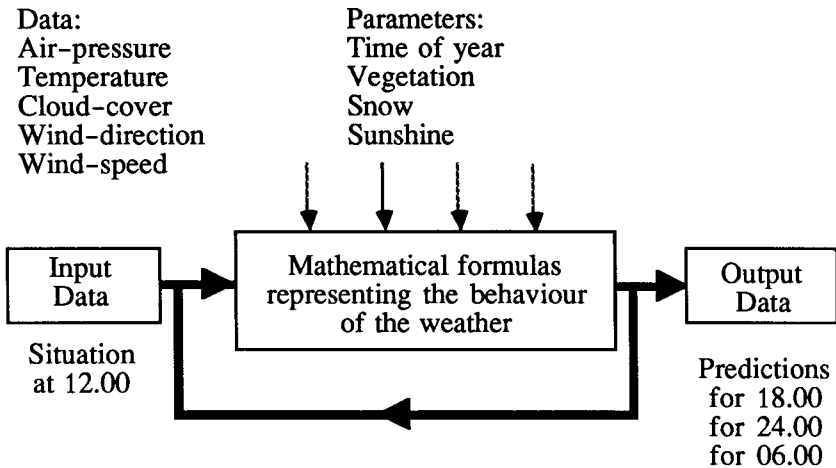 Data:
Air-pressure
Temperature
Cloud-cover
Wind-direction
Wind-speed
Parameters:
Time of year
Vegetation
Snow
Sunshine
Input
Data
Mathematical formulas
representing the behaviour
of the weather
Output
Data
Situation
at 12.00
Predictions
for 18.00
for 24.00
for 06.00